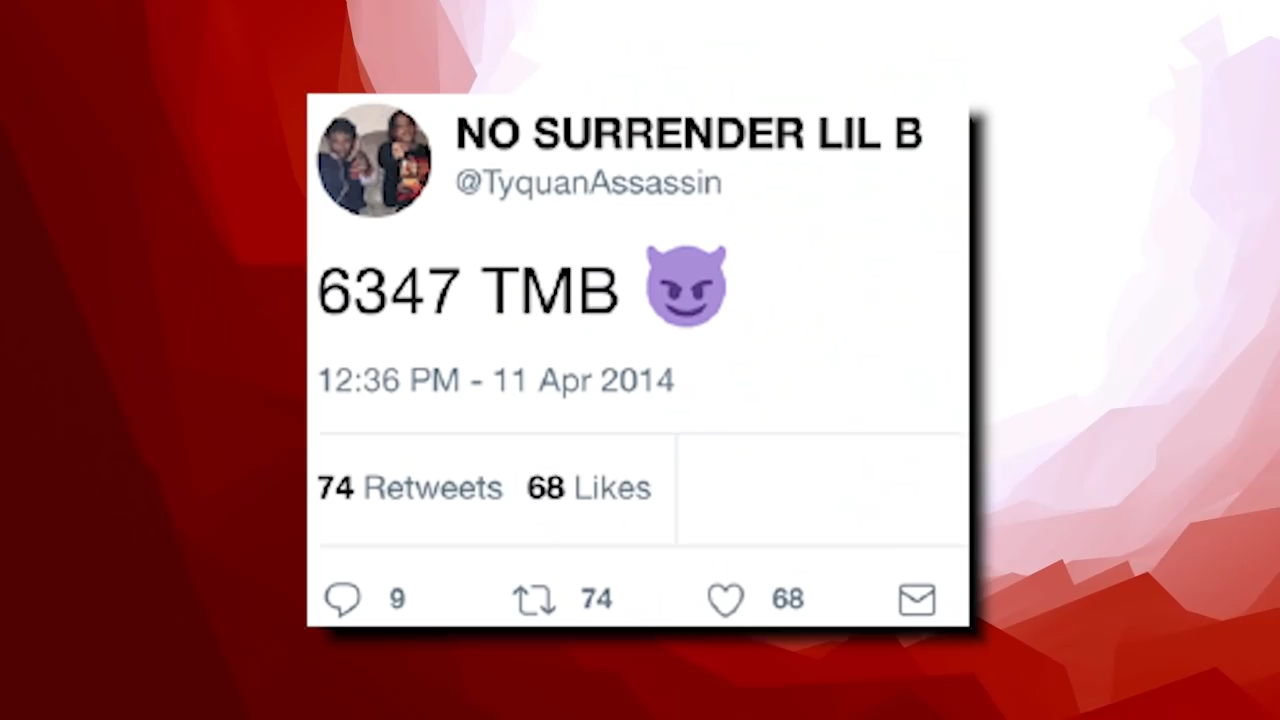 NO SURRENDER LIL B
@TyquanAssassin
6347 TMB 😈
12:36 PM - 11 Apr 2014
74 Retweets 68 Likes
9 74 68